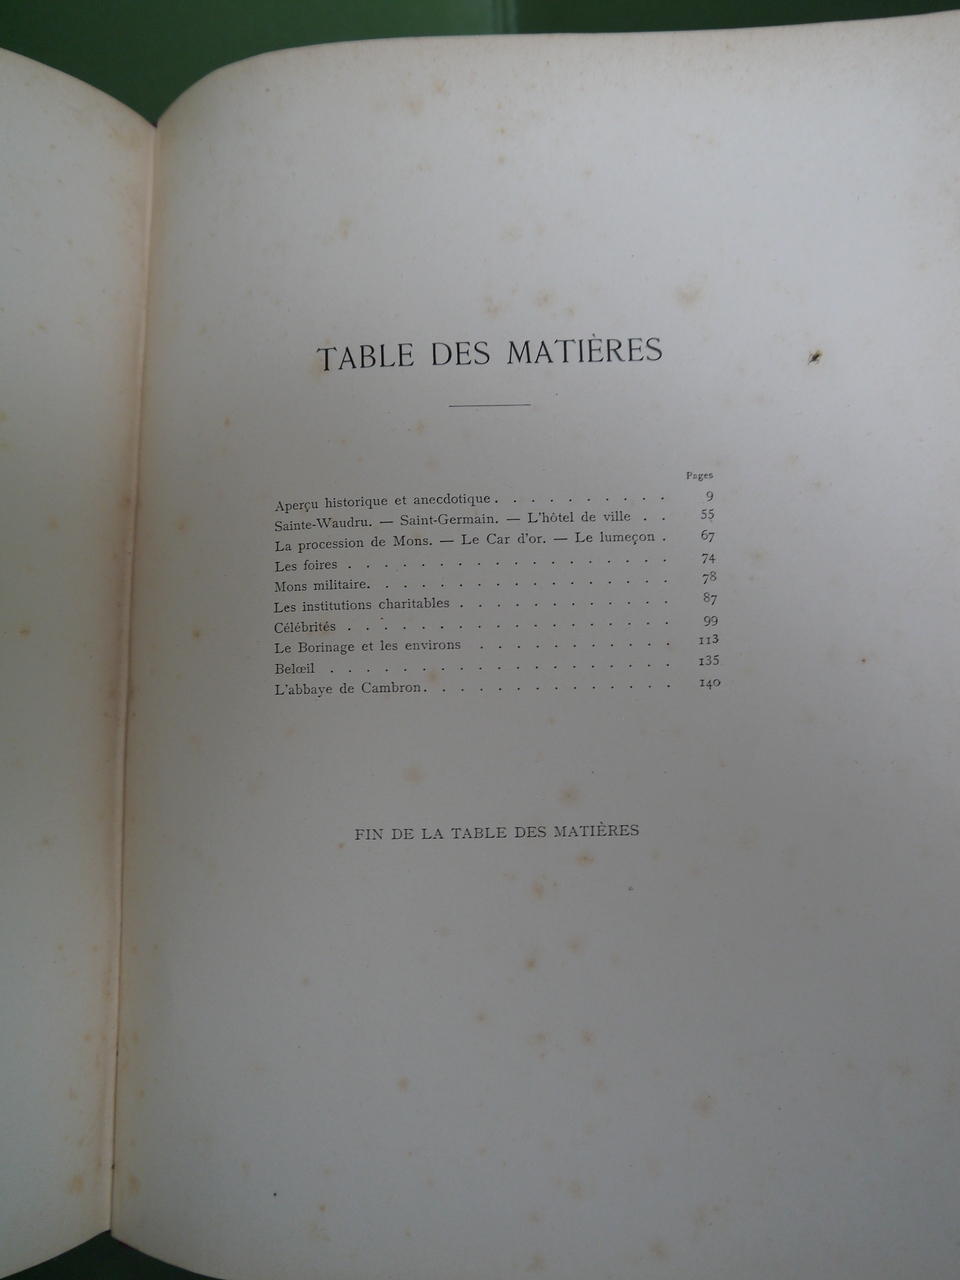 TABLE DES MATIÈRES
Pages
Aperçu historique et anecdotique . . . . . . . . . . 9
Sainte-Waudru. — Saint-Germain. — L'hôtel de ville . . 55
La procession de Mons. — Le Car d'or. — Le lumeçon . 67
Les foires . . . . . . . . . . . . . . . . . 74
Mons militaire. . . . . . . . . . . . . . . . 78
Les institutions charitables . . . . . . . . . . . . 87
Célébrités . . . . . . . . . . . . . . . . . 99
Le Borinage et les environs . . . . . . . . . . . 113
Belœil . . . . . . . . . . . . . . . . . . 135
L'abbaye de Cambron. . . . . . . . . . . . . . 140
FIN DE LA TABLE DES MATIÈRES